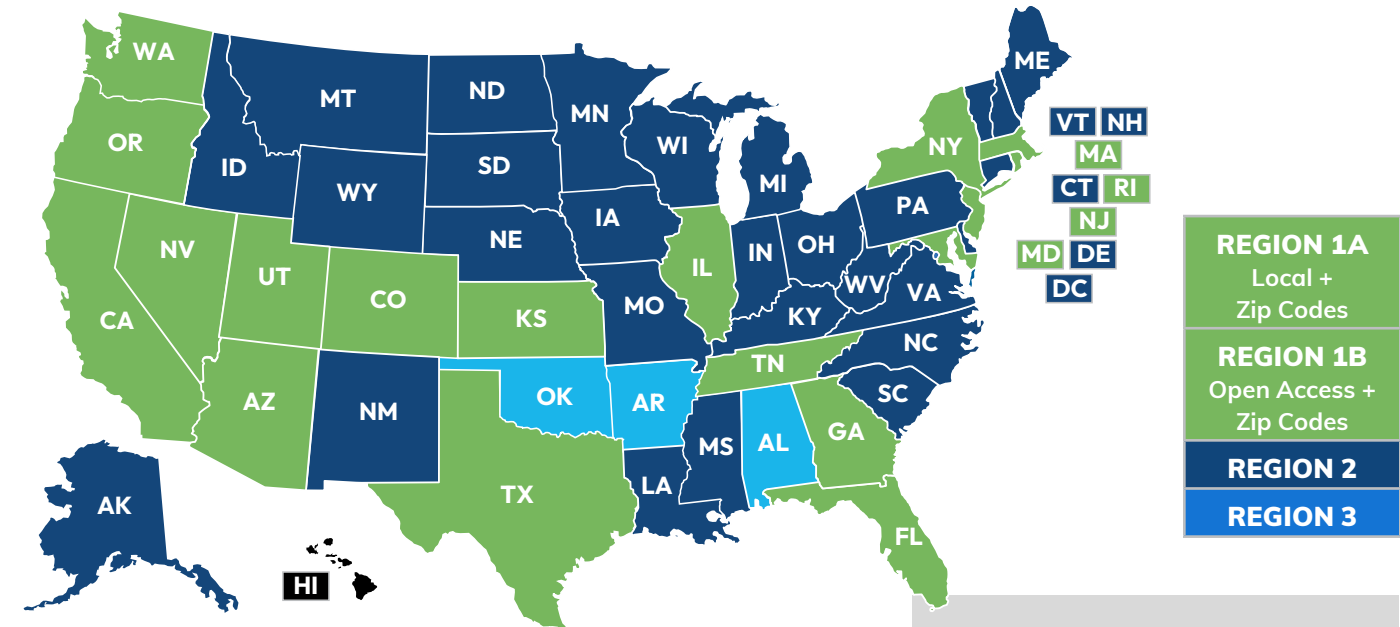 WA
MT
ND
MN
ME
OR
ID
SD
WI
MI
NY
VT
NH
MA
WY
CT
RI
IA
PA
NE
NJ
NV
UT
IL
IN
OH
MD
DE
REGION 1A
Local +
Zip Codes
CO
MO
WV
VA
DC
CA
KS
KY
NC
TN
REGION 1B
Open Access +
Zip Codes
AZ
NM
OK
AR
SC
MS
AL
GA
REGION 2
LA
AK
TX
REGION 3
FL
HI